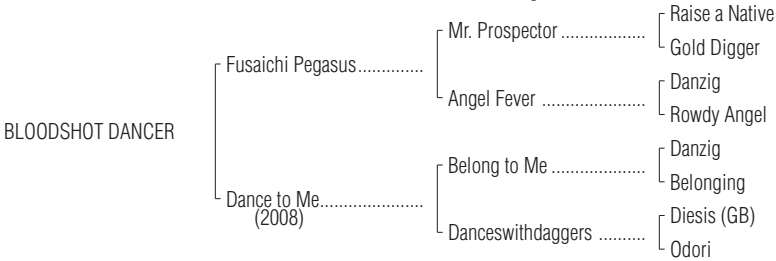 Raise a Native
Mr. Prospector ..................
Gold Digger
Fusaichi Pegasus..............
Danzig
Angel Fever ......................
Rowdy Angel
BLOODSHOT DANCER
Danzig
Belong to Me ....................
Belonging
Dance to Me......................
(2008)
Diesis (GB)
Danceswithdaggers ..........
Odori